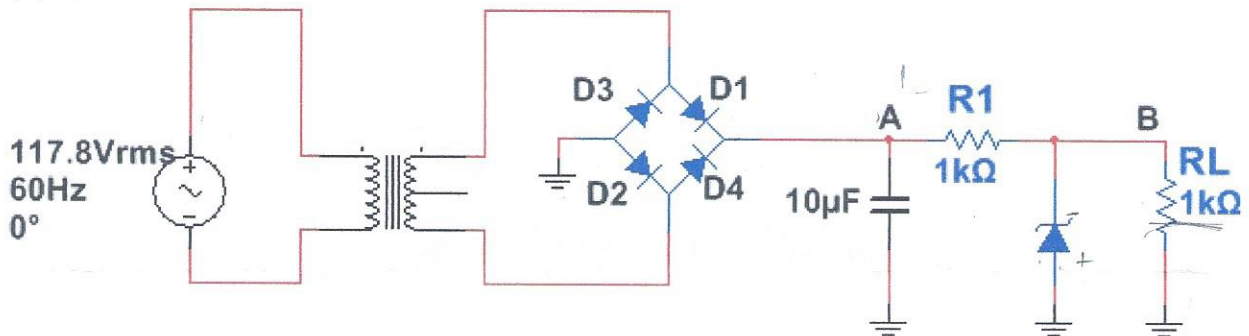 117.8Vrms
60Hz
0°
D3
D1
D2
D4
A
R1
1kΩ
10µF
B
RL
1kΩ